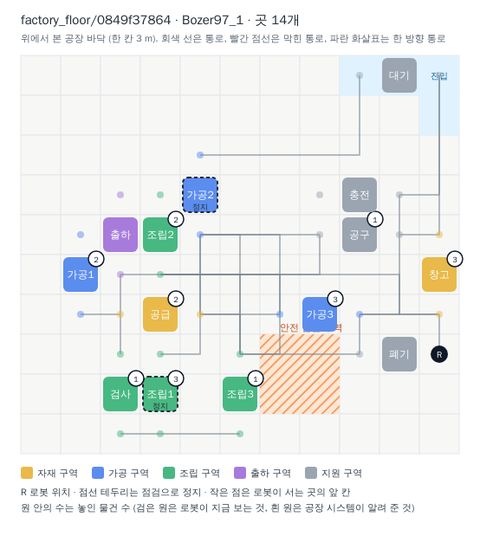 factory_floor/0849f37864 · Bozer97_1 · 곳 14개
위에서 본 공장 바닥 (한 칸 3 m). 회색 선은 통로, 빨간 점선은 막힌 통로, 파란 화살표는 한 방향 통로
대기
가공2
정지
충전
2
1
출하
조립2
공구
2
3
가공1
창고
2
3
공급
가공3
안전
역
폐기
R
1
3
1
검사
조립1
조립3
정지
자재 구역
가공 구역
조립 구역
출하 구역
지원 구역
R 로봇 위치 · 점선 테두리는 점검으로 정지 · 작은 점은 로봇이 서는 곳의 앞 칸
원 안의 수는 놓인 물건 수 (검은 원은 로봇이 지금 보는 것, 흰 원은 공장 시스템이 알려 준 것)